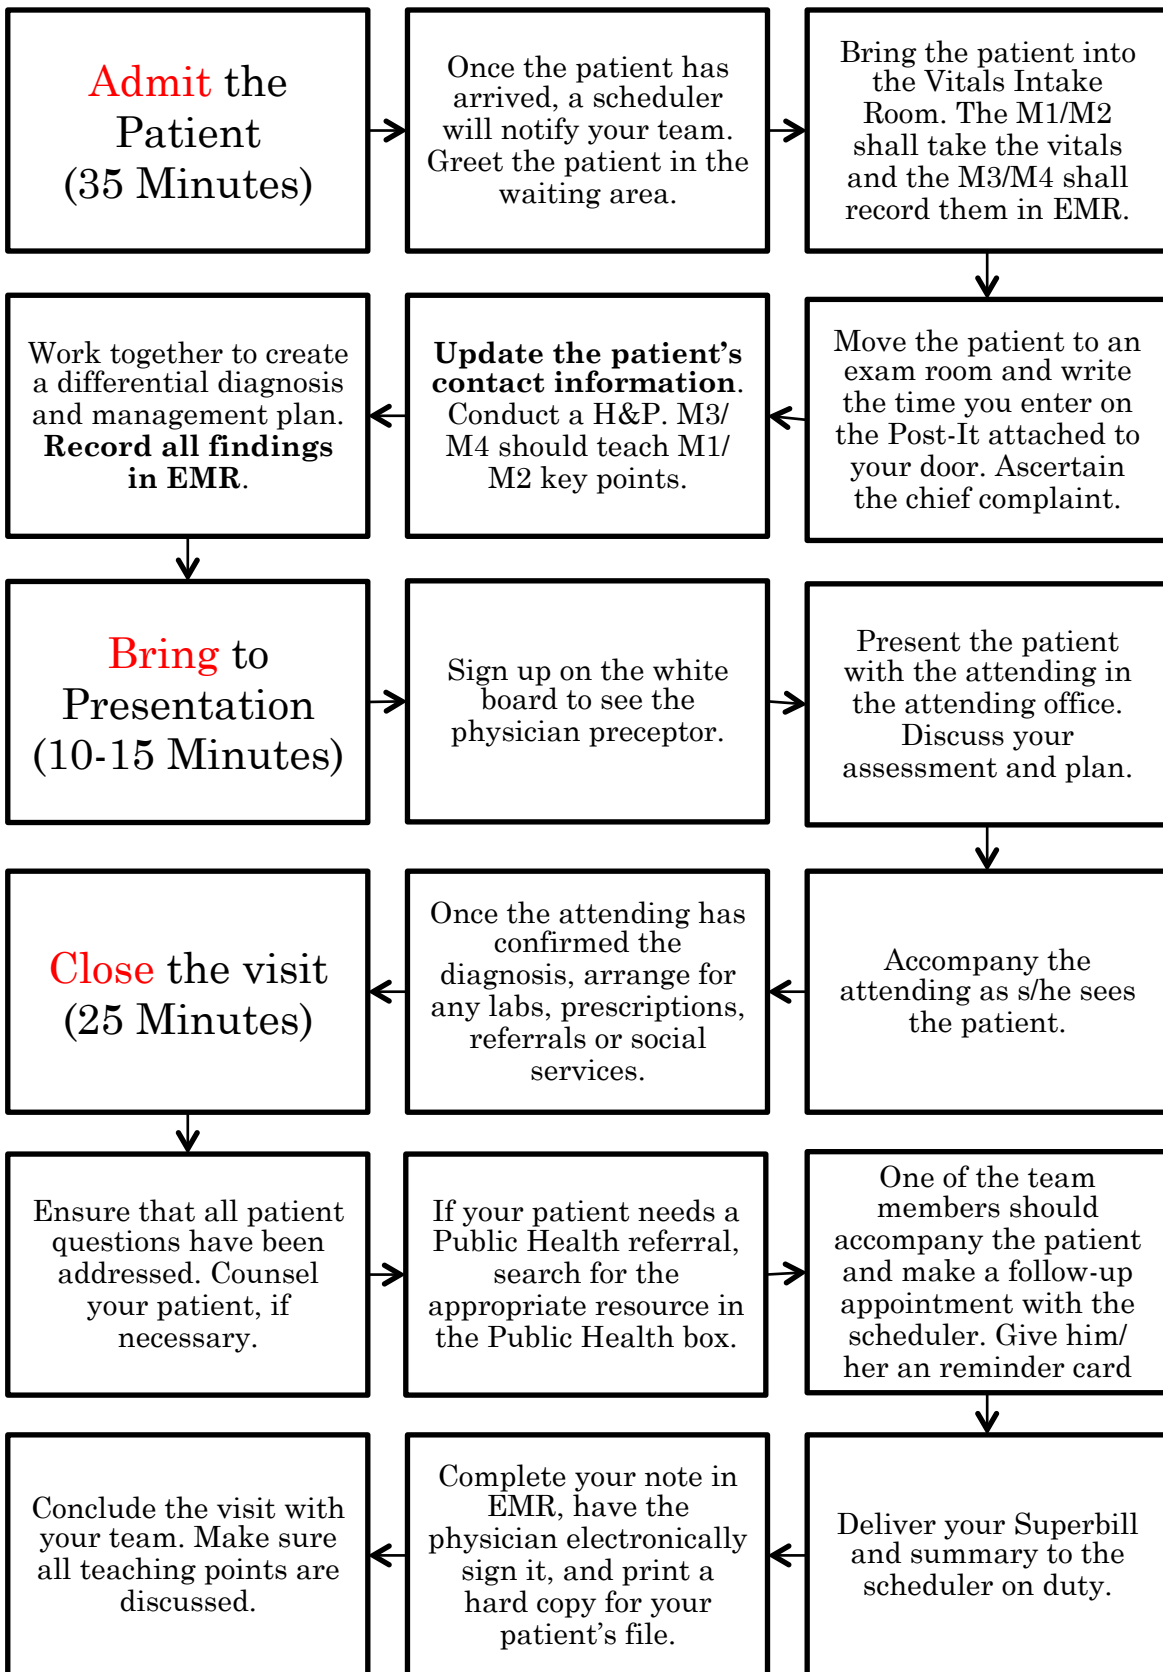 Admit the
Patient
(35 Minutes)
Once the patient has
arrived, a scheduler
will notify your team.
Greet the patient in the
waiting area.
Bring the patient into
the Vitals Intake
Room. The M1/M2
shall take the vitals
and the M3/M4 shall
record them in EMR.
Move the patient to an
exam room and write
the time you enter on
the Post-It attached to
your door. Ascertain
the chief complaint.
Update the patient’s
contact information.
Conduct a H&P. M3/
M4 should teach M1/
M2 key points.
Work together to create
a differential diagnosis
and management plan.
Record all findings
in EMR.
Bring to
Presentation
(10-15 Minutes)
Sign up on the white
board to see the
physician preceptor.
Present the patient
with the attending in
the attending office.
Discuss your
assessment and plan.
Accompany the
attending as s/he sees
the patient.
Once the attending has
confirmed the
diagnosis, arrange for
any labs, prescriptions,
referrals or social
services.
Close the visit
(25 Minutes)
Ensure that all patient
questions have been
addressed. Counsel
your patient, if
necessary.
If your patient needs a
Public Health referral,
search for the
appropriate resource in
the Public Health box.
One of the team
members should
accompany the patient
and make a follow-up
appointment with the
scheduler. Give him/
her an reminder card
Deliver your Superbill
and summary to the
scheduler on duty.
Complete your note in
EMR, have the
physician electronically
sign it, and print a
hard copy for your
patient’s file.
Conclude the visit with
your team. Make sure
all teaching points are
discussed.